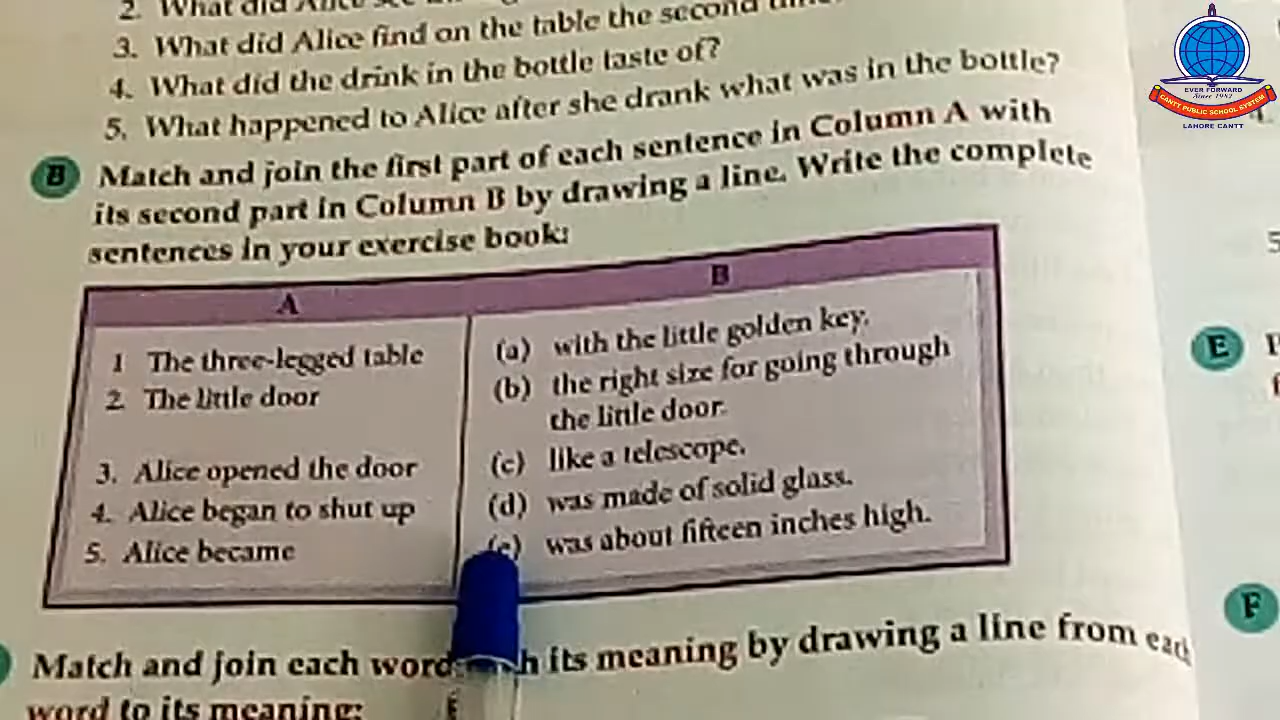 2. What did Alice see
3. What did Alice find on the table the second time?
4. What did the drink in the bottle taste of?
5. What happened to Alice after she drank what was in the bottle?
B Match and join the first part of each sentence in Column A with
its second part in Column B by drawing a line. Write the complete
sentences in your exercise book:
A B
1 The three-legged table (a) with the little golden key.
2 The little door (b) the right size for going through
the little door.
3. Alice opened the door (c) like a telescope.
4. Alice began to shut up (d) was made of solid glass.
5. Alice became (e) was about fifteen inches high.
Match and join each word its meaning by drawing a line from each
word to its meaning:
E
F
EVER FORWARD
Since 1987
CANTT PUBLIC SCHOOL SYSTEM
LAHORE CANTT